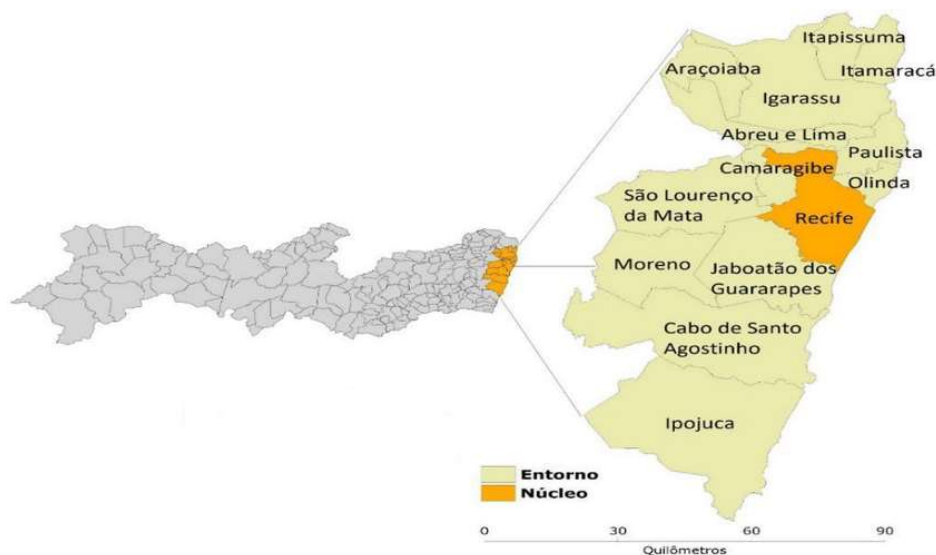 Itapissuma
Araçoiaba
Itamaracá
Igarassu
Abreu e Lima
Paulista
Camaragibe
Olinda
São Lourenço
da Mata
Recife
Moreno
Jaboatão dos
Guararapes
Cabo de Santo
Agostinho
Ipojuca
Entorno
Núcleo
0 30 60 90
Quilômetros